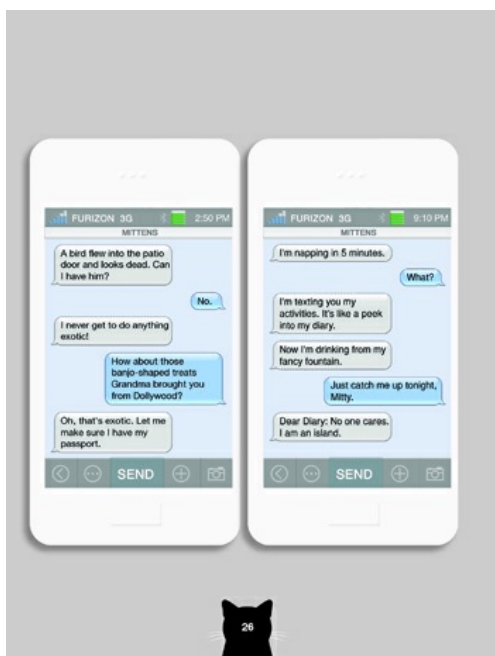 FURIZON 3G
2:50 PM
MITTENS
A bird flew into the patio
door and looks dead. Can
I have him?
No.
I never get to do anything
exotic!
How about those
banjo-shaped treats
Grandma brought you
from Dollywood?
Oh, that's exotic. Let me
make sure I have my
passport.
SEND
FURIZON 3G
9:10 PM
MITTENS
I'm napping in 5 minutes.
What?
I'm texting you my
activities. It's like a peek
into my diary.
Now I'm drinking from my
fancy fountain.
Just catch me up tonight,
Mitty.
Dear Diary: No one cares.
I am an island.
SEND
26